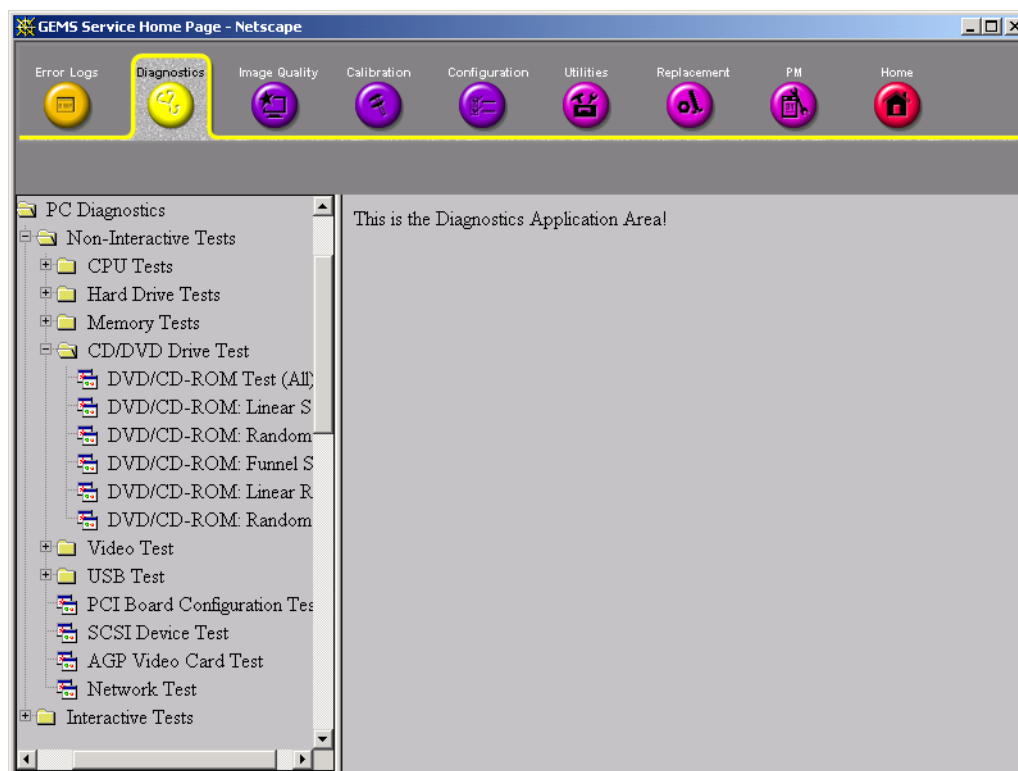 GEMS Service Home Page - Netscape
Error Logs Diagnostics Image Quality Calibration Configuration Utilities Replacement PM Home
PC Diagnostics
Non-Interactive Tests
CPU Tests
Hard Drive Tests
Memory Tests
CD/DVD Drive Test
DVD/CD-ROM Test (All)
DVD/CD-ROM: Linear S
DVD/CD-ROM: Random
DVD/CD-ROM: Funnel S
DVD/CD-ROM: Linear R
DVD/CD-ROM: Random
Video Test
USB Test
PCI Board Configuration Tes
SCSI Device Test
AGP Video Card Test
Network Test
Interactive Tests
This is the Diagnostics Application Area!